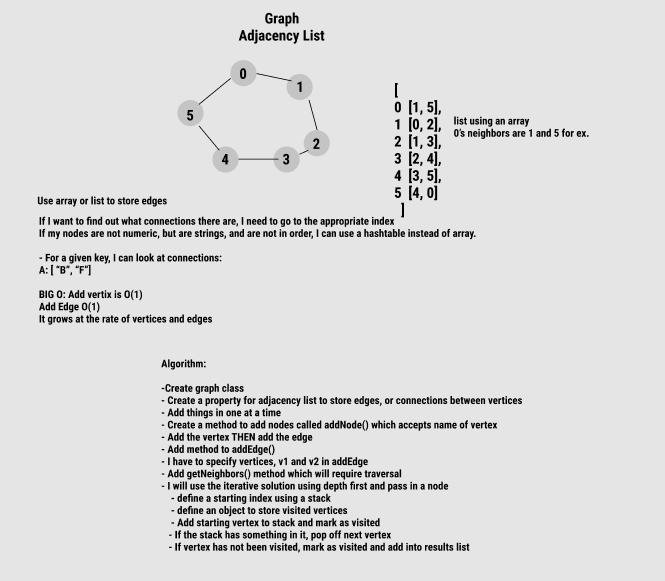 Graph
Adjacency List
0
1
5
2
4
3
[
0 [1, 5],
1 [0, 2],
2 [1, 3],
3 [2, 4],
4 [3, 5],
5 [4, 0]
]
list using an array
0's neighbors are 1 and 5 for ex.
Use array or list to store edges
If I want to find out what connections there are, I need to go to the appropriate index
If my nodes are not numeric, but are strings, and are not in order, I can use a hashtable instead of array.
- For a given key, I can look at connections:
A: [ “B”, “F”]
BIG O: Add vertix is O(1)
Add Edge O(1)
It grows at the rate of vertices and edges
Algorithm:
-Create graph class
- Create a property for adjacency list to store edges, or connections between vertices
- Add things in one at a time
- Create a method to add nodes called addNode() which accepts name of vertex
- Add the vertex THEN add the edge
- Add method to addEdge()
- I have to specify vertices, v1 and v2 in addEdge
- Add getNeighbors() method which will require traversal
- I will use the iterative solution using depth first and pass in a node
- define a starting index using a stack
- define an object to store visited vertices
- Add starting vertex to stack and mark as visited
- If the stack has something in it, pop off next vertex
- If vertex has not been visited, mark as visited and add into results list